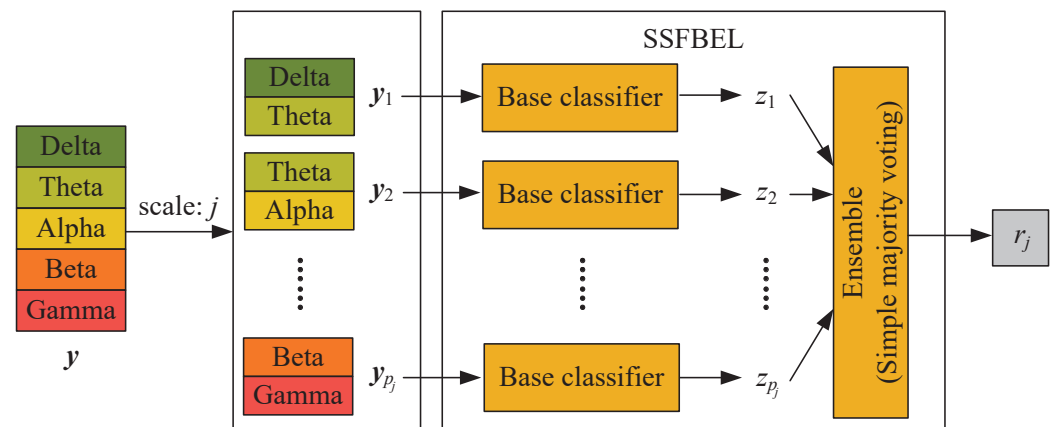 Delta
Theta
Alpha
Beta
Gamma
y
scale: j
Delta
Theta
y1
Theta
Alpha
y2
Beta
Gamma
ypj
SSFBEL
Base classifier
z1
Base classifier
z2
Base classifier
zpj
Ensemble
(Simple majority voting)
rj